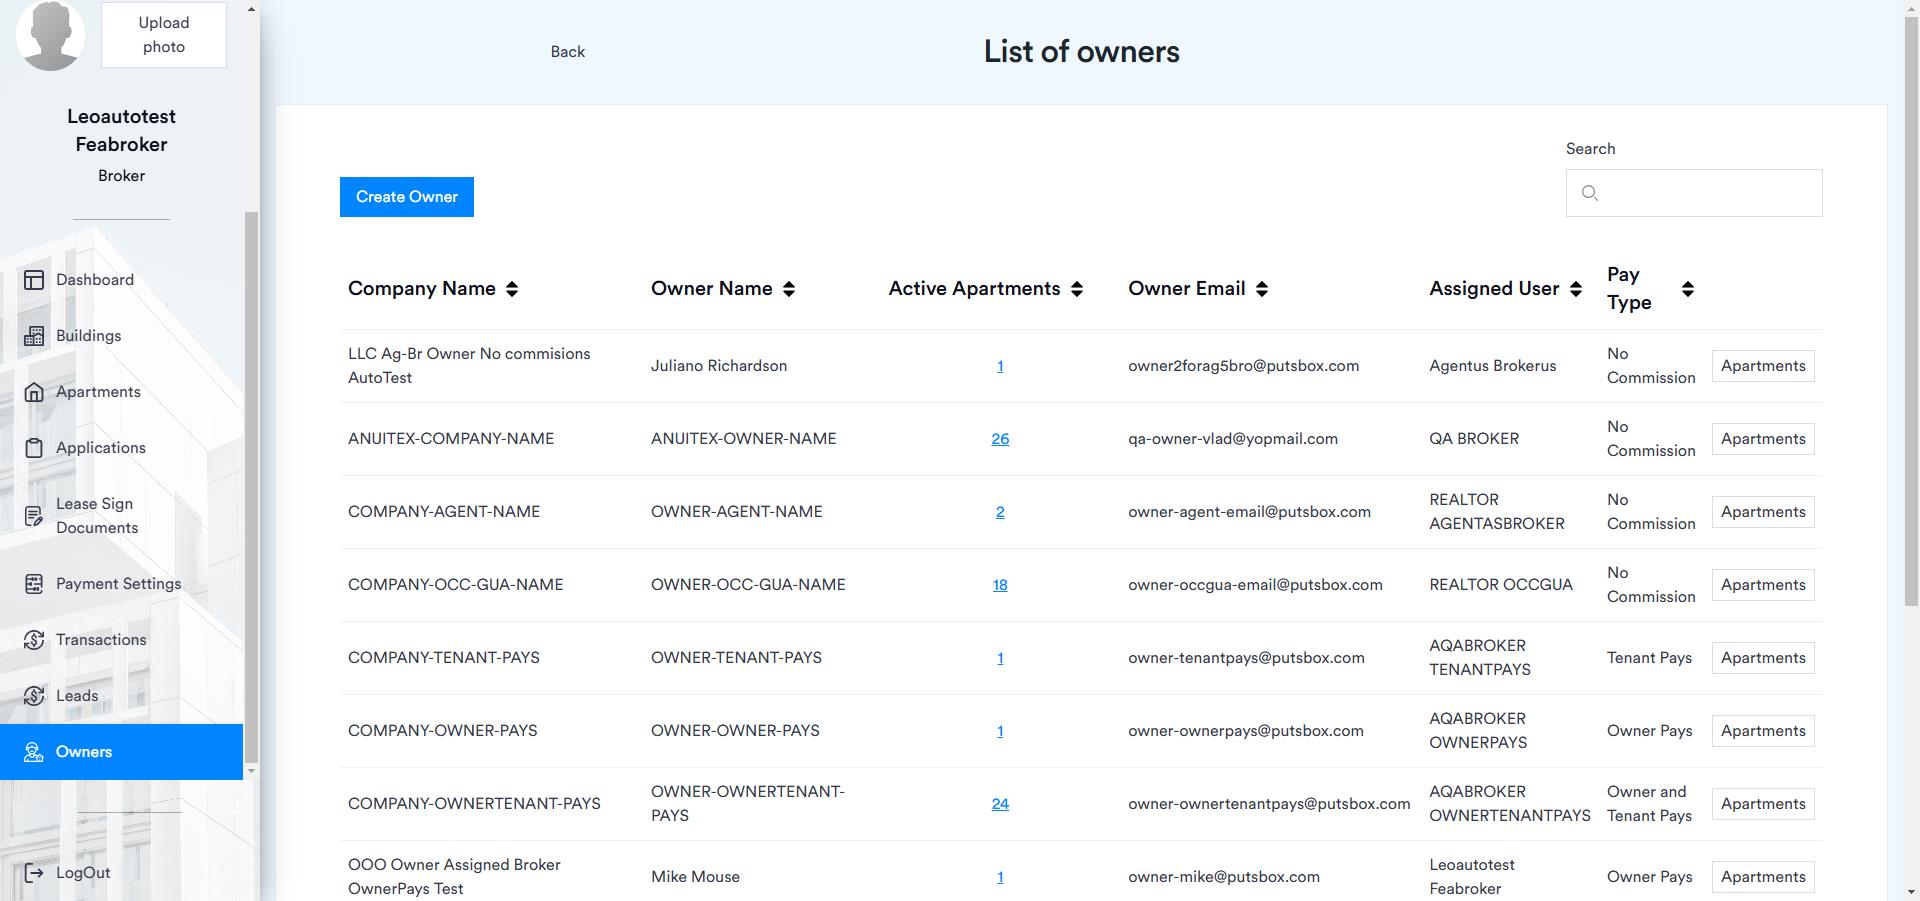 Upload
photo
Leoautotest
Feabroker
Broker
Dashboard
Buildings
Apartments
Applications
Lease Sign
Documents
Payment Settings
Transactions
Leads
Owners
LogOut
Back
List of owners
Search
Create Owner
Company Name Owner Name Active Apartments Owner Email Assigned User Pay Type
LLC Ag-Br Owner No commisions AutoTest Juliano Richardson 1 owner2forag5bro@putsbox.com Agentus Brokerus No Commission Apartments
ANUITEX-COMPANY-NAME ANUITEX-OWNER-NAME 26 qa-owner-vlad@yopmail.com QA BROKER No Commission Apartments
COMPANY-AGENT-NAME OWNER-AGENT-NAME 2 owner-agent-email@putsbox.com REALTOR AGENTASBROKER No Commission Apartments
COMPANY-OCC-GUA-NAME OWNER-OCC-GUA-NAME 18 owner-occgua-email@putsbox.com REALTOR OCCGUA No Commission Apartments
COMPANY-TENANT-PAYS OWNER-TENANT-PAYS 1 owner-tenantpays@putsbox.com AQABROKER TENANTPAYS Tenant Pays Apartments
COMPANY-OWNER-PAYS OWNER-OWNER-PAYS 1 owner-ownerpays@putsbox.com AQABROKER OWNERPAYS Owner Pays Apartments
COMPANY-OWNERTENANT-PAYS OWNER-OWNERTENANT-PAYS 24 owner-ownertenantpays@putsbox.com AQABROKER OWNERTENANTPAYS Owner and Tenant Pays Apartments
OOO Owner Assigned Broker OwnerPays Test Mike Mouse 1 owner-mike@putsbox.com Leoautotest Feabroker Owner Pays Apartments